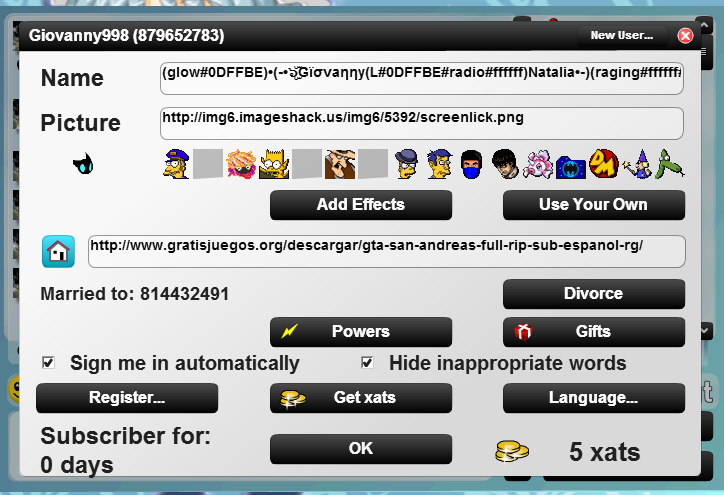 Giovanny998 (879652783)
New User...
Name
(glow#0DFFBE)•(-•ఘGïσvaηηy(L#0DFFBE#radio#ffffff)Natalia•-)(raging#ffffff#
Picture
http://img6.imageshack.us/img6/5392/screenlick.png
Add Effects
Use Your Own
http://www.gratisjuegos.org/descargar/gta-san-andreas-full-rip-sub-espanol-rg/
Married to: 814432491
Divorce
Powers
Gifts
Sign me in automatically
Hide inappropriate words
Register...
Get xats
Language...
Subscriber for:
0 days
OK
5 xats